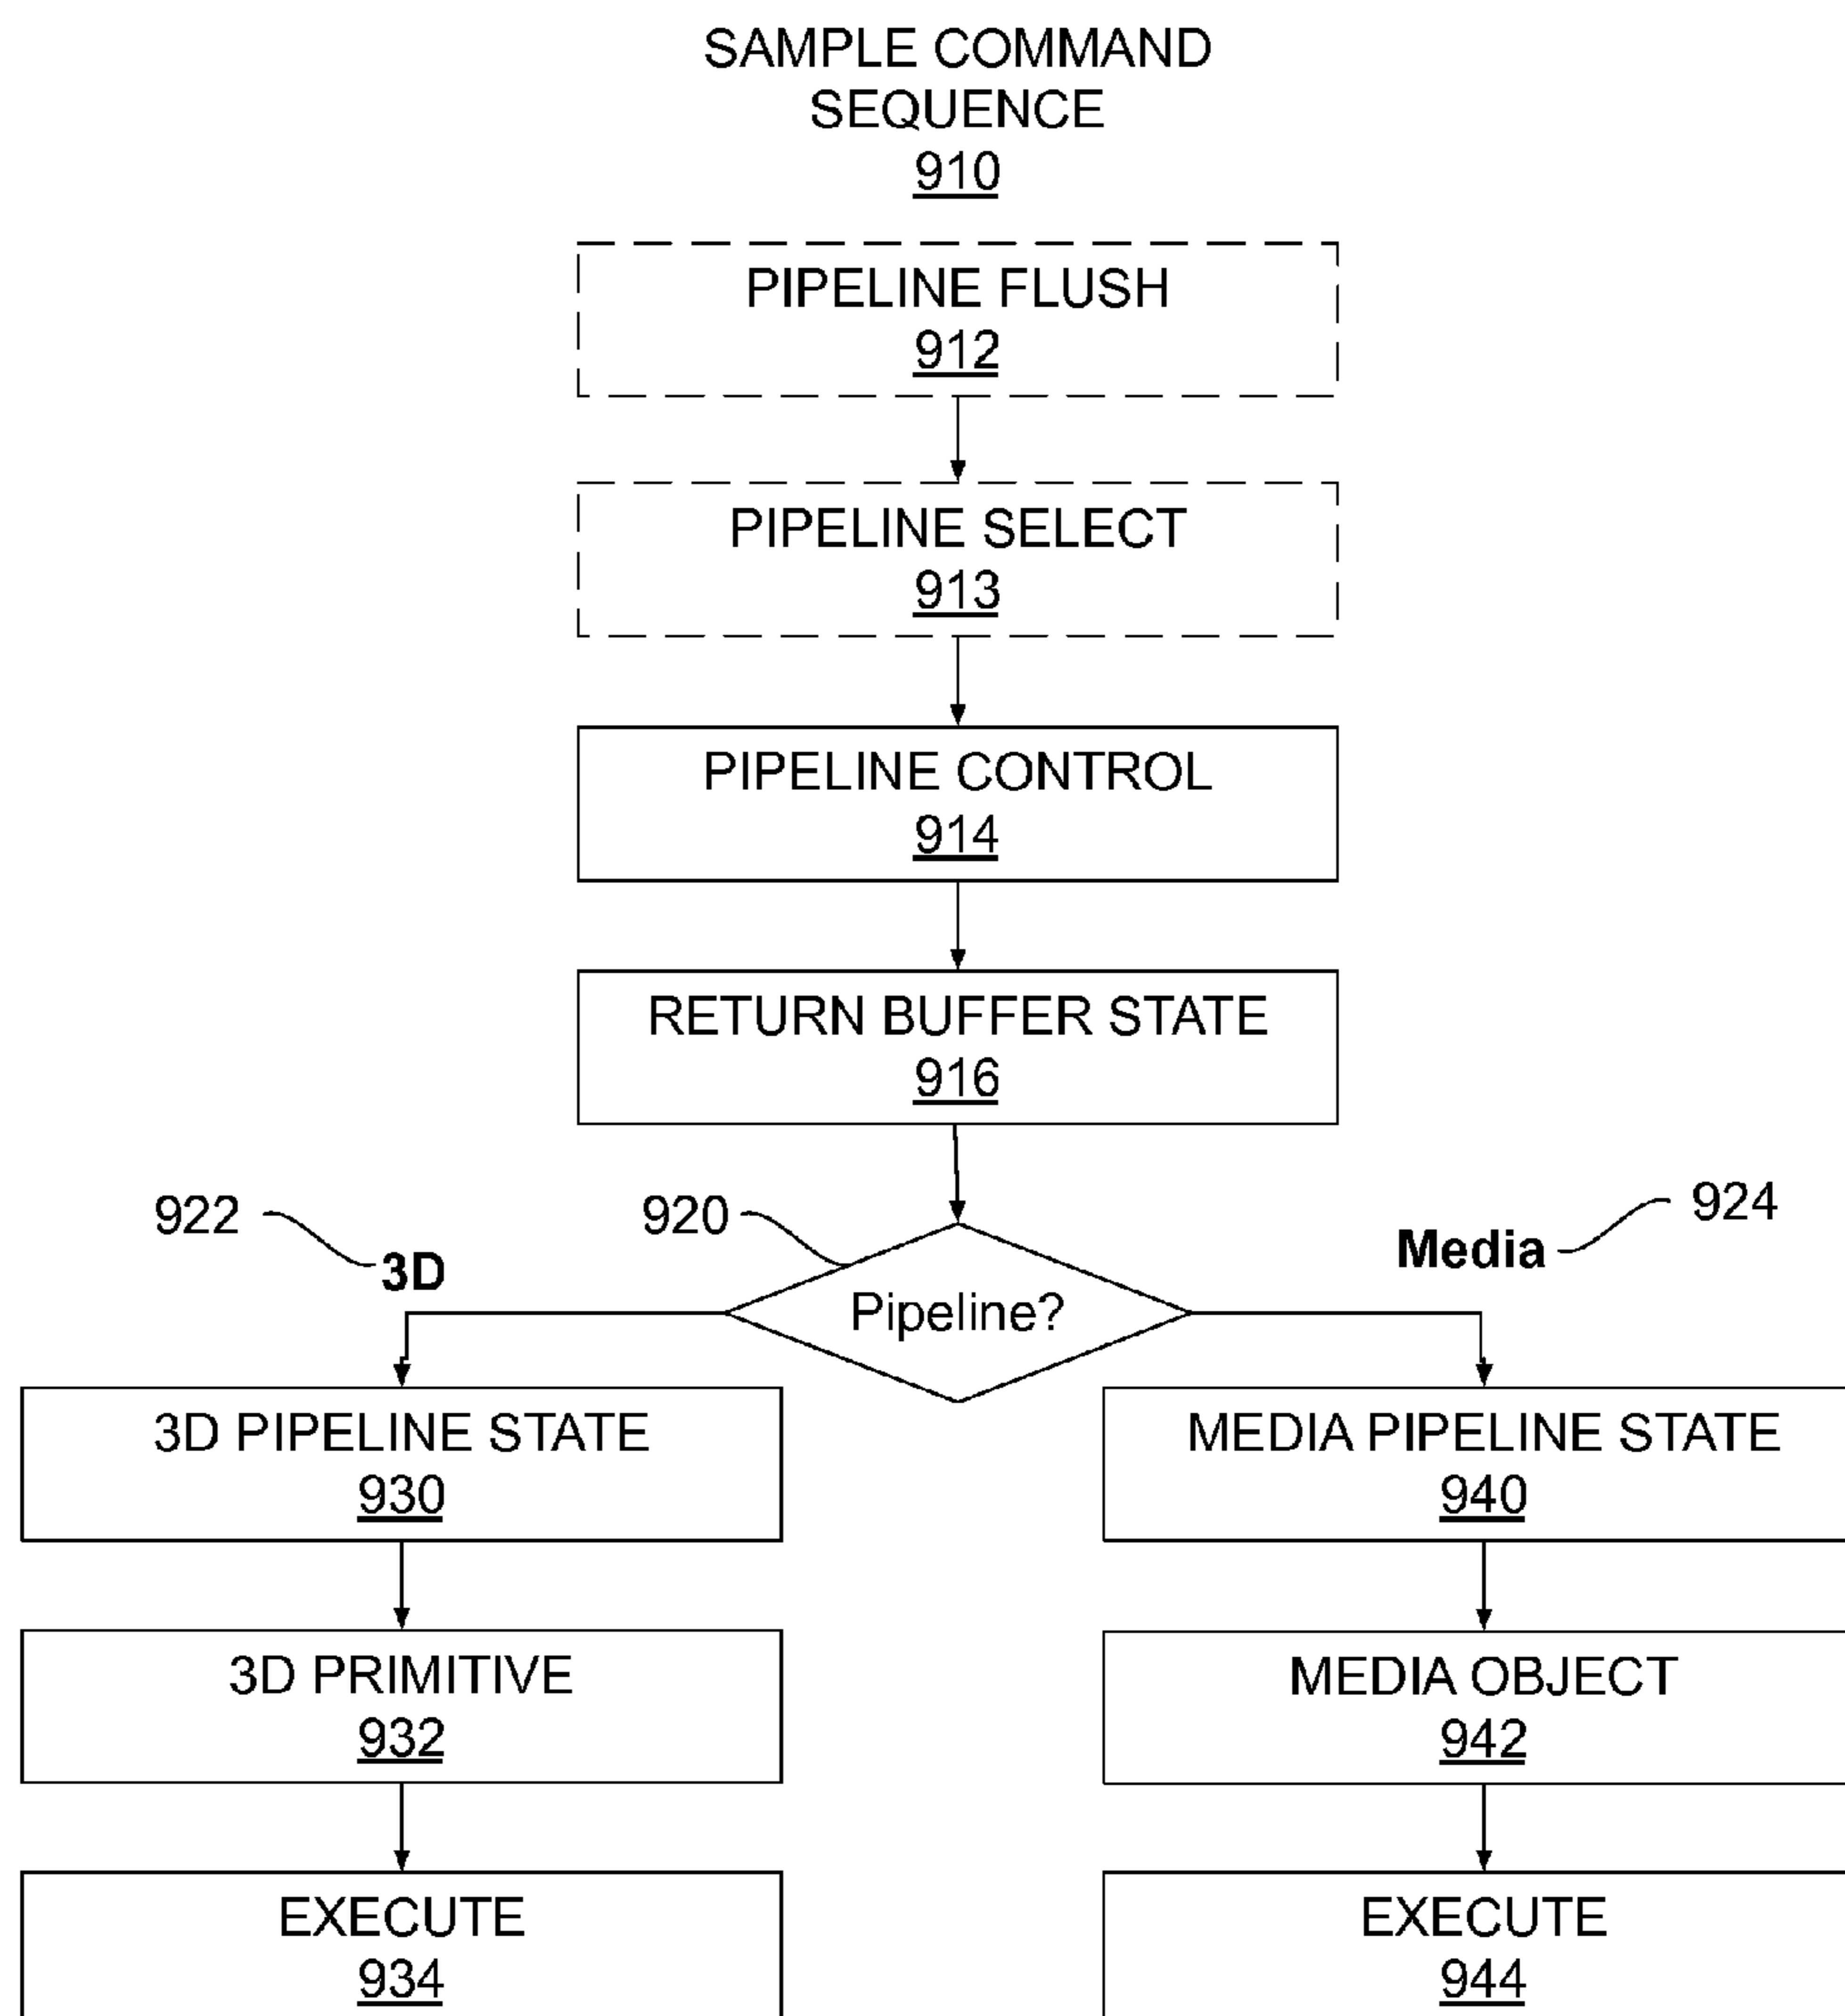 SAMPLE COMMAND
SEQUENCE
910
PIPELINE FLUSH
912
PIPELINE SELECT
913
PIPELINE CONTROL
914
RETURN BUFFER STATE
916
922
3D
920
Pipeline?
Media
924
3D PIPELINE STATE
930
3D PRIMITIVE
932
EXECUTE
934
MEDIA PIPELINE STATE
940
MEDIA OBJECT
942
EXECUTE
944